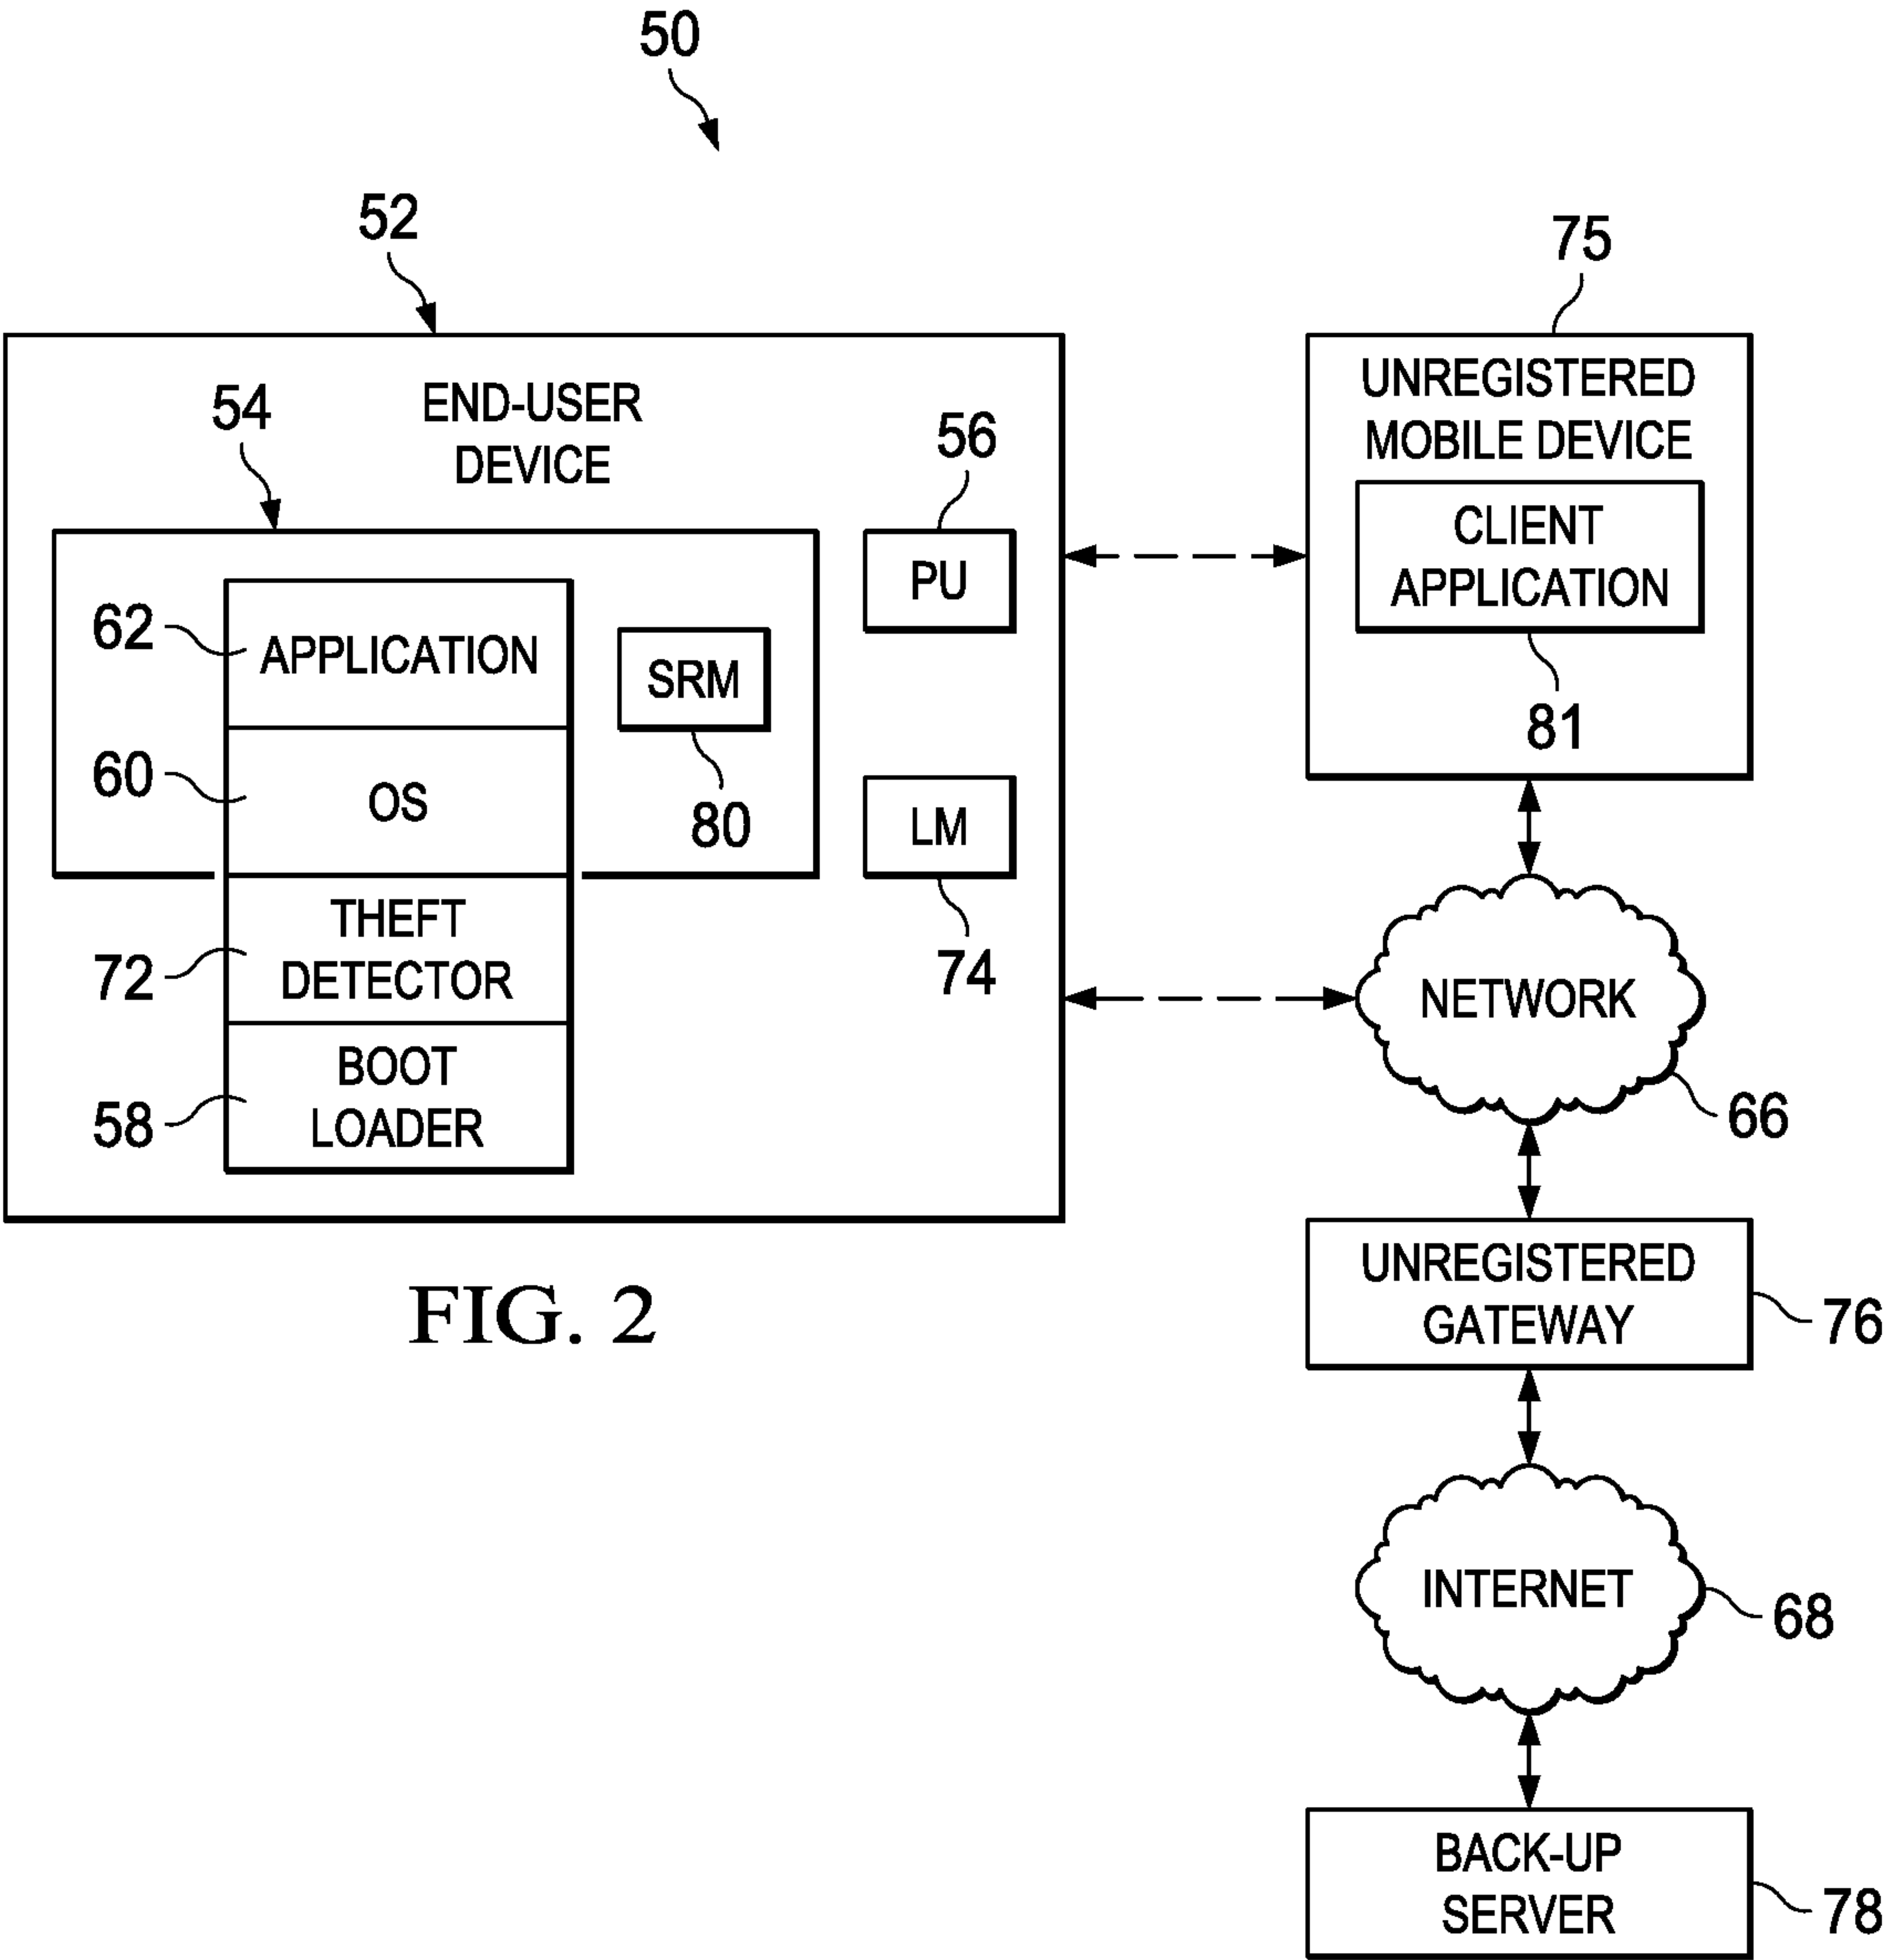 50
52
END-USER
DEVICE
54
56
PU
62
APPLICATION
SRM
80
60
OS
LM
74
72
THEFT
DETECTOR
58
BOOT
LOADER
75
UNREGISTERED
MOBILE DEVICE
CLIENT
APPLICATION
81
NETWORK
66
UNREGISTERED
GATEWAY
76
INTERNET
68
BACK-UP
SERVER
78
FIG. 2